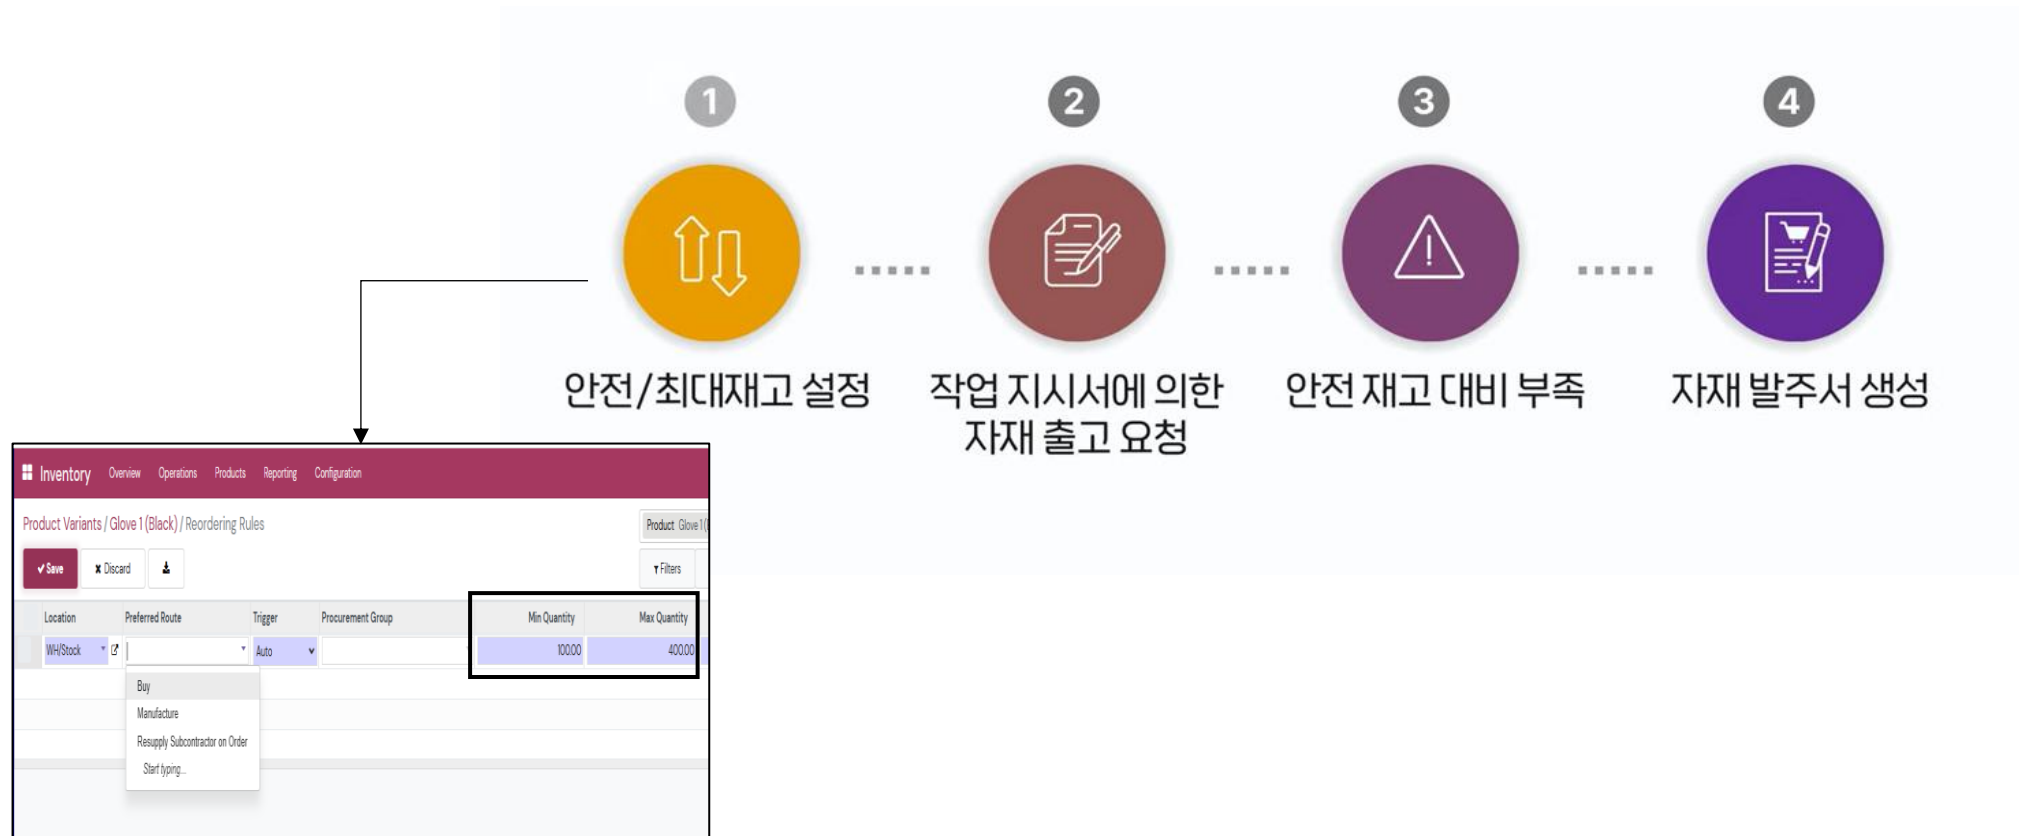 1
2
3
4
안전/최대재고 설정
작업 지시서에 의한
자재 출고 요청
안전 재고 대비 부족
자재 발주서 생성
Inventory Overview Operations Products Reporting Configuration
Product Variants / Glove 1 (Black) / Reordering Rules
Product Glove 1 (
Save Discard
Filters
Location Preferred Route Trigger Procurement Group Min Quantity Max Quantity
WH/Stock Auto 100.00 400.00
Buy
Manufacture
Resupply Subcontractor on Order
Start typing...